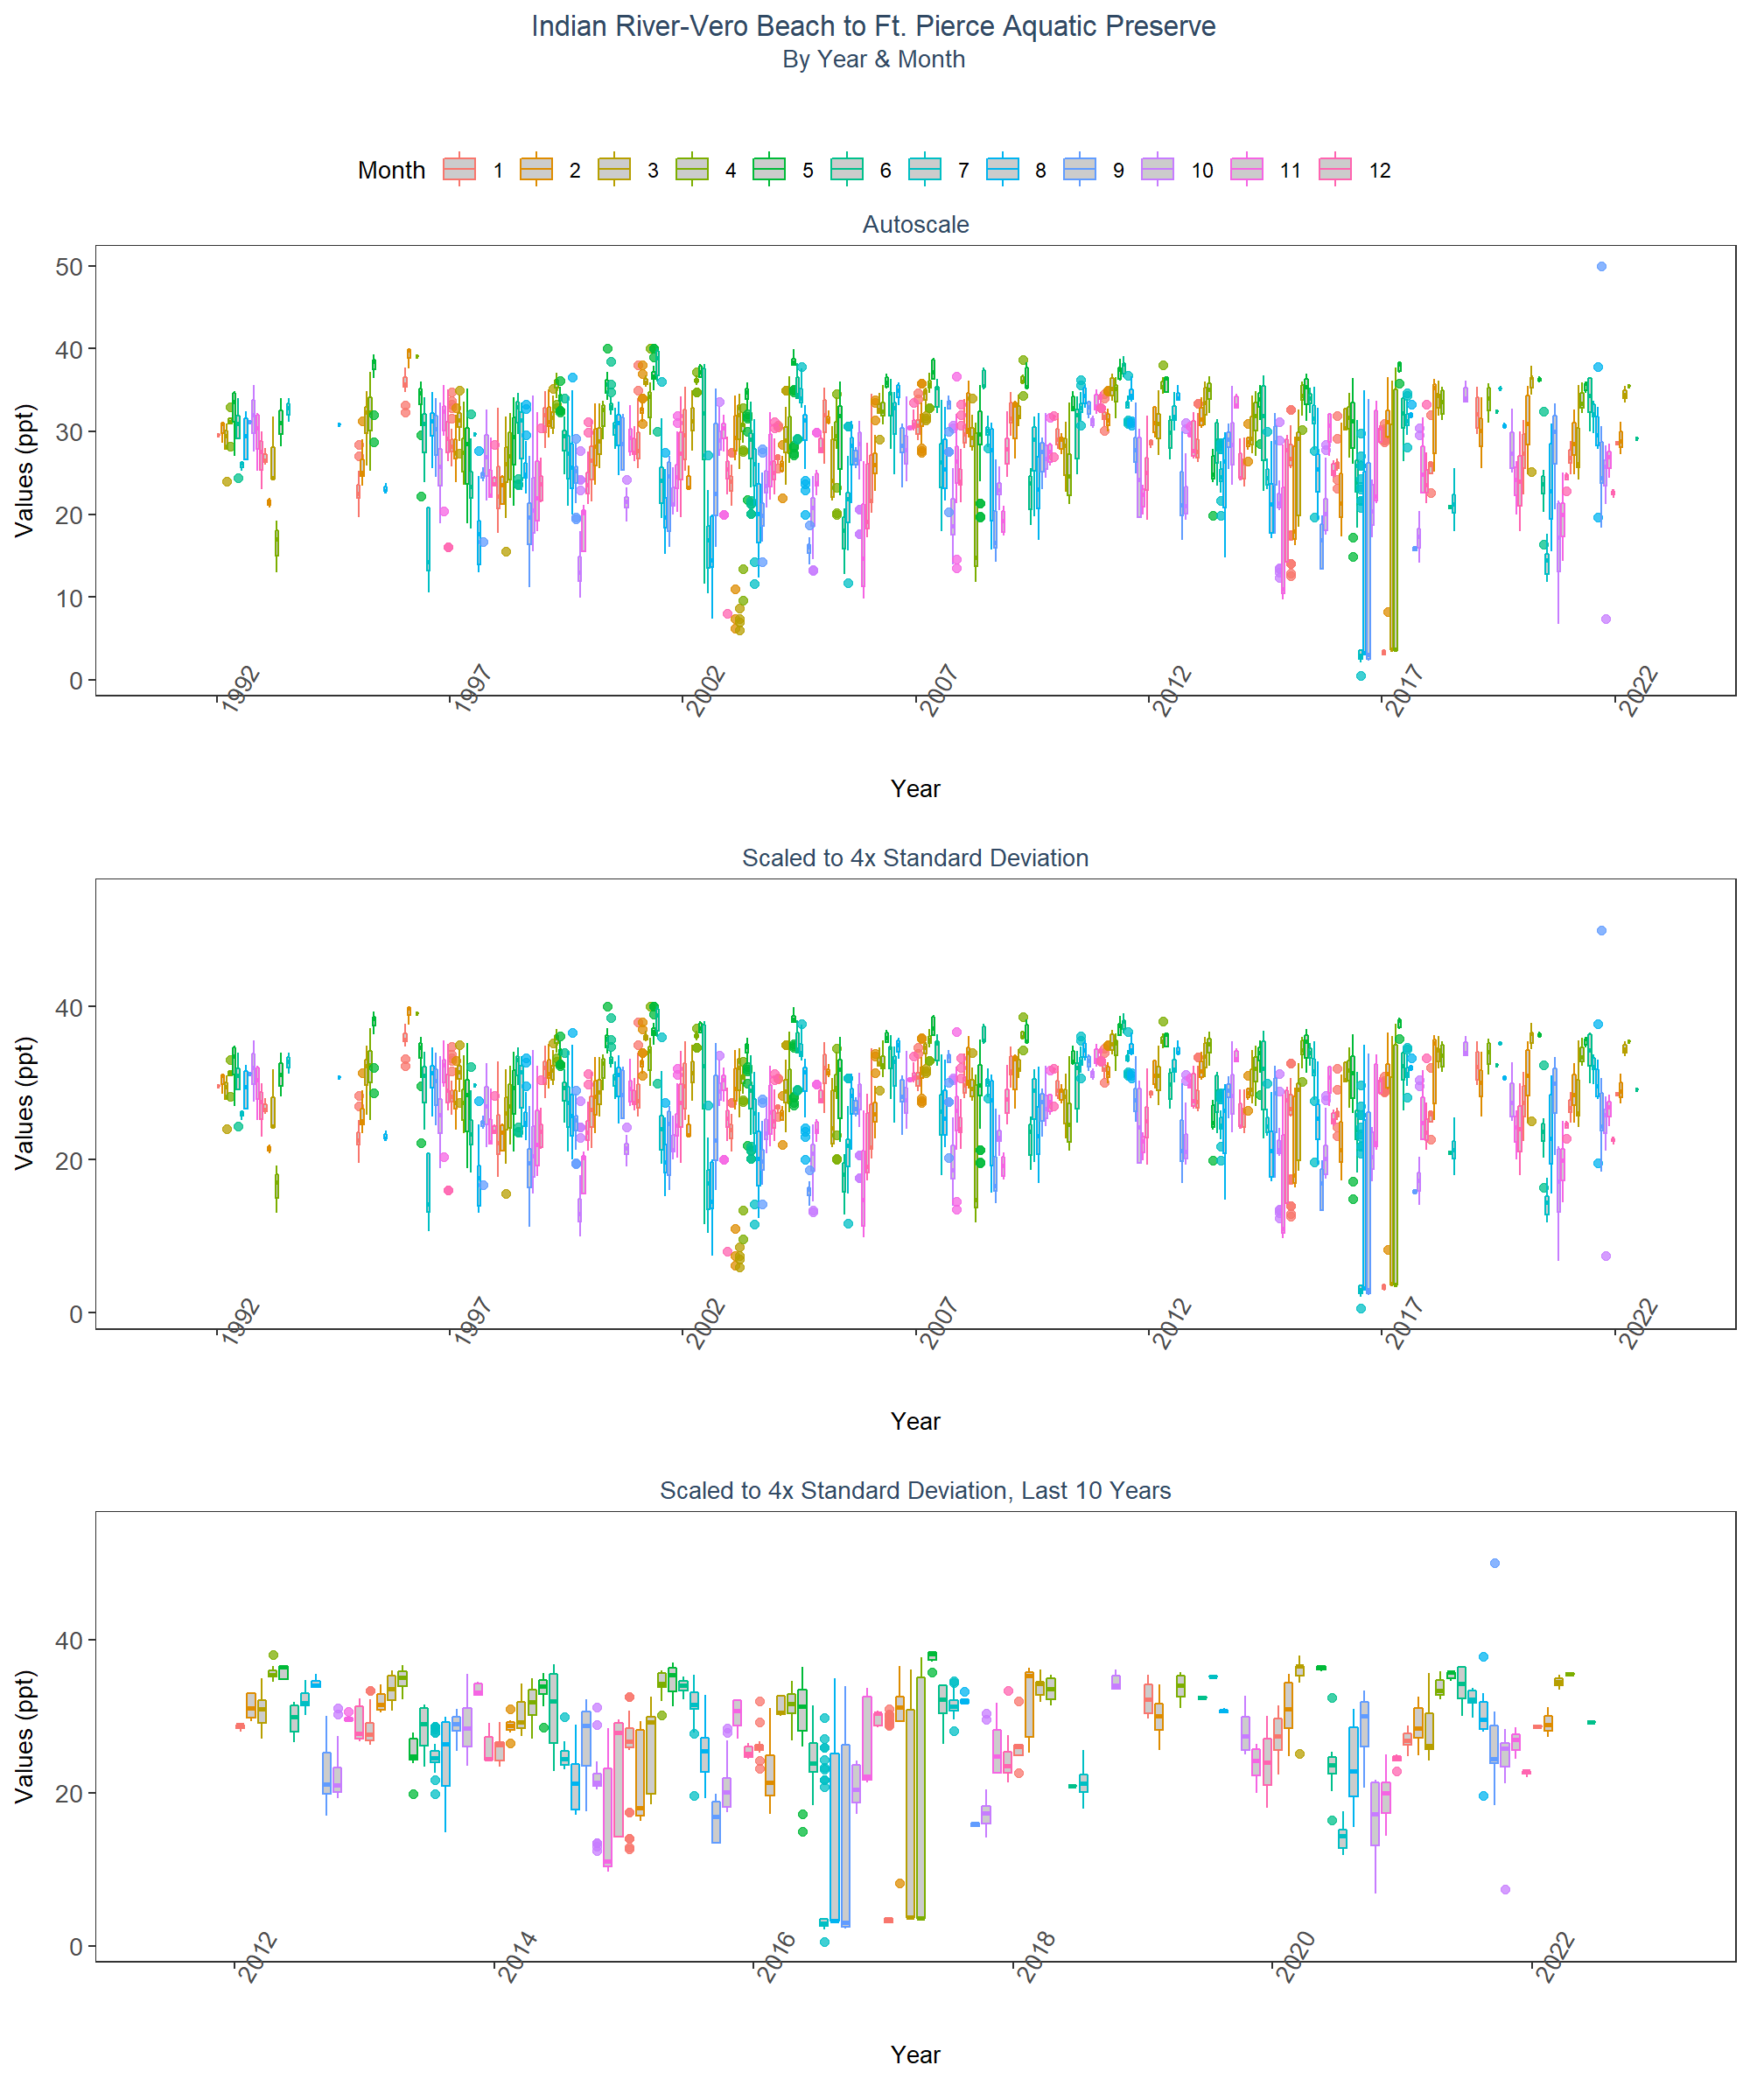 Indian River-Vero Beach to Ft. Pierce Aquatic Preserve
By Year & Month
Month 1 2 3 4 5 6 7 8 9 10 11 12
Autoscale
Values (ppt)
50
40
30
20
10
0
1992 1997 2002 2007 2012 2017 2022
Year
Scaled to 4x Standard Deviation
Values (ppt)
40
20
0
1992 1997 2002 2007 2012 2017 2022
Year
Scaled to 4x Standard Deviation, Last 10 Years
Values (ppt)
40
20
0
2012 2014 2016 2018 2020 2022
Year